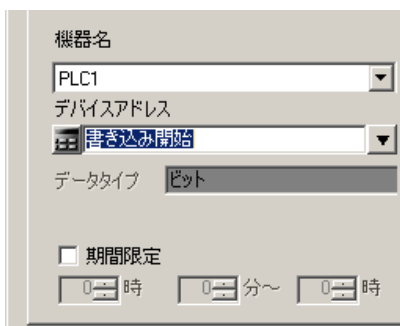 機器名
PLC1
デバイスアドレス
書き込み開始
データタイプ ビット
期間限定
0 時 0 分～ 0 時